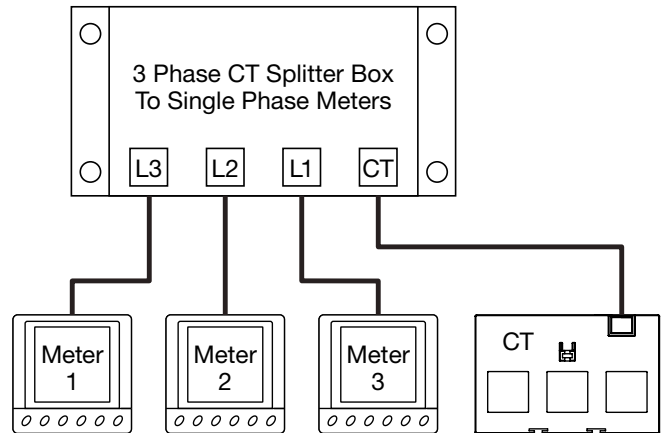 3 Phase CT Splitter Box
To Single Phase Meters
L3 L2 L1 CT
Meter
1
Meter
2
Meter
3
CT